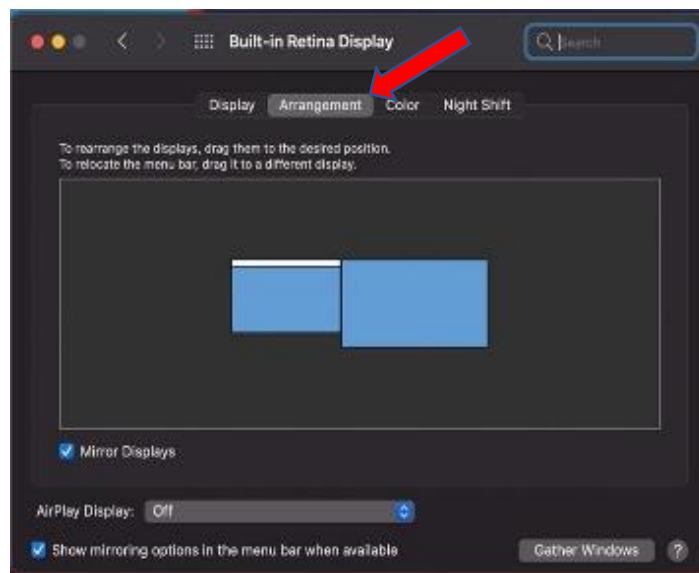 Built-in Retina Display
Search
Display Arrangement Color Night Shift
To rearrange the displays, drag them to the desired position.
To relocate the menu bar, drag it to a different display.
Mirror Displays
AirPlay Display: Off
Show mirroring options in the menu bar when available
Gather Windows ?